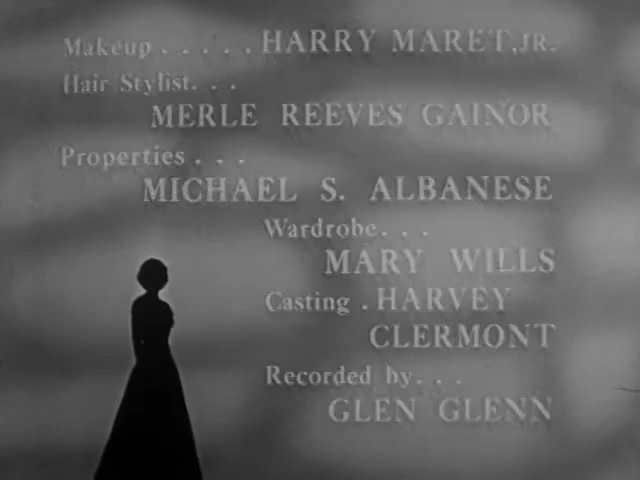 Makeup . . . . . HARRY MARET, JR.
Hair Stylist. . .
MERLE REEVES GAINOR
Properties . . .
MICHAEL S. ALBANESE
Wardrobe. . .
MARY WILLS
Casting . HARVEY
CLERMONT
Recorded by. . .
GLEN GLENN